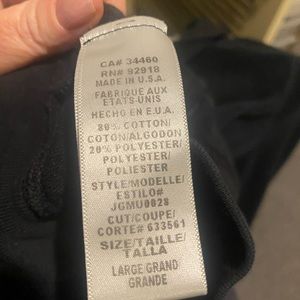 CA# 34460
RN# 92918
MADE IN U.S.A.
FABRIQUE AUX
ETATS-UNIS
HECHO EN E.U.A.
80% COTTON/
COTON/ALGODON
20% POLYESTER/
POLYESTER/
POLIESTER
STYLE/MODELLE/
ESTILO#
JGMU0828
CUT/COUPE/
CORTE# 633561
SIZE/TAILLE/
TALLA
LARGE GRAND
GRANDE